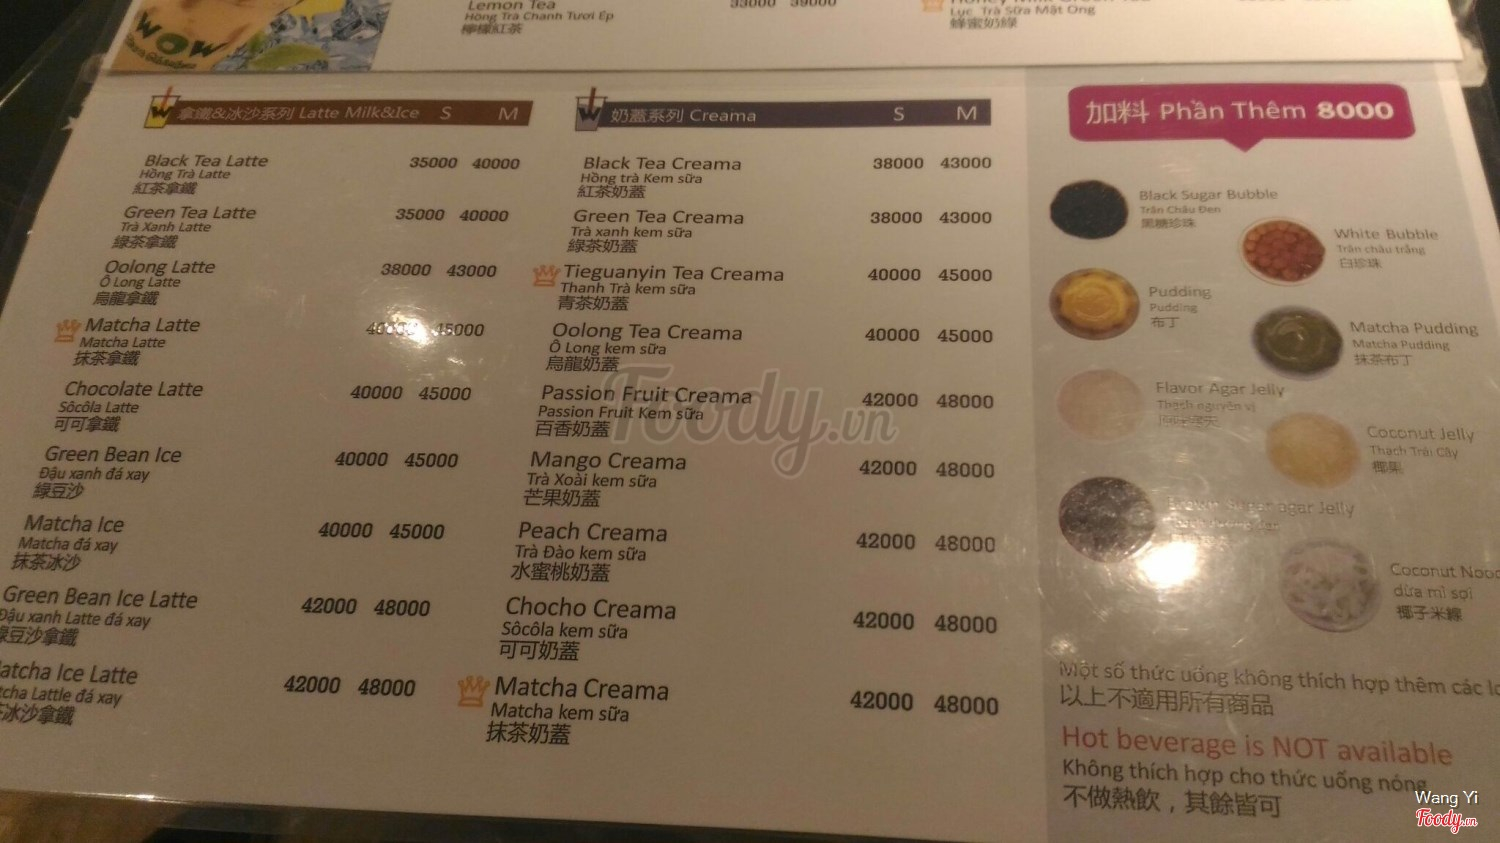 Lemon Tea 33000 39000
Hồng Trà Chanh Tươi Ép
檸檬紅茶
Lục Trà Sữa Mật Ong
蜂蜜奶綠
WOW
拿鐵&冰沙系列 Latte Milk&Ice S M
Black Tea Latte 35000 40000
Hồng Trà Latte
紅茶拿鐵
Green Tea Latte 35000 40000
Trà Xanh Latte
綠茶拿鐵
Oolong Latte 38000 43000
Ô Long Latte
烏龍拿鐵
Matcha Latte 40000 45000
Matcha Latte
抹茶拿鐵
Chocolate Latte 40000 45000
Sôcôla Latte
可可拿鐵
Green Bean Ice 40000 45000
Đậu xanh đá xay
綠豆沙
Matcha Ice 40000 45000
Matcha đá xay
抹茶冰沙
Green Bean Ice Latte 42000 48000
Đậu xanh Latte đá xay
豆沙拿鐵
Ice Latte 42000 48000
Lattle đá xay
冰沙拿鐵
奶蓋系列 Creama S M
Black Tea Creama 38000 43000
Hồng trà Kem sữa
紅茶奶蓋
Green Tea Creama 38000 43000
Trà xanh kem sữa
綠茶奶蓋
Tieguanyin Tea Creama 40000 45000
Thanh Trà kem sữa
青茶奶蓋
Oolong Tea Creama 40000 45000
Ô Long kem sữa
烏龍奶蓋
Passion Fruit Creama 42000 48000
Passion Fruit Kem sữa
百香奶蓋
Mango Creama 42000 48000
Trà Xoài kem sữa
芒果奶蓋
Peach Creama 42000 48000
Trà Đào kem sữa
水蜜桃奶蓋
Chocho Creama 42000 48000
Sôcôla kem sữa
可可奶蓋
Matcha Creama 42000 48000
Matcha kem sữa
抹茶奶蓋
加料 Phần Thêm 8000
Black Sugar Bubble
Trân Châu Đen
黑糖珍珠
White Bubble
Trân châu trắng
白珍珠
Pudding
Pudding
布丁
Matcha Pudding
Matcha Pudding
抹茶布丁
Flavor Agar Jelly
Thạch nguyên vị
Coconut Jelly
Thạch Trái Cây
椰果
Brown Sugar agar Jelly
Coconut
dừa mì sợi
椰子米線
Một số thức uống không thích hợp thêm các
以上不適用所有商品
Hot beverage is NOT available
Không thích hợp cho thức uống nóng
不做熱飲，其餘皆可
Foody.vn
Wang Yi
Foody.vn